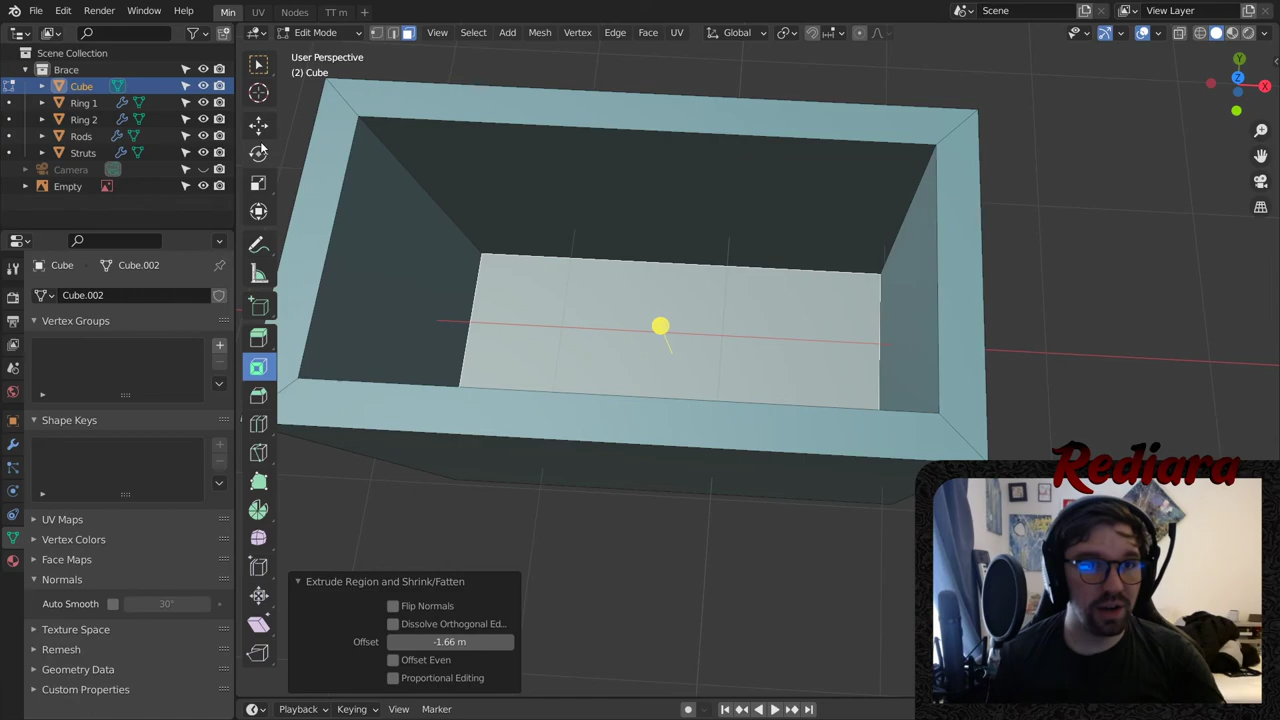 File Edit Render Window Help Min UV Nodes TT m + Scene View Layer
Edit Mode View Select Add Mesh Vertex Edge Face UV Global
Scene Collection
Brace
Cube
Ring 1
Ring 2
Rods
Struts
Camera
Empty
User Perspective
(2) Cube
Y
Z
X
Cube Cube.002
Cube.002
Vertex Groups
Shape Keys
UV Maps
Vertex Colors
Face Maps
Normals
Auto Smooth 30°
Texture Space
Remesh
Geometry Data
Custom Properties
Extrude Region and Shrink/Fatten
Flip Normals
Dissolve Orthogonal Ed...
Offset -1.66 m
Offset Even
Proportional Editing
Rediara
Playback Keying View Marker